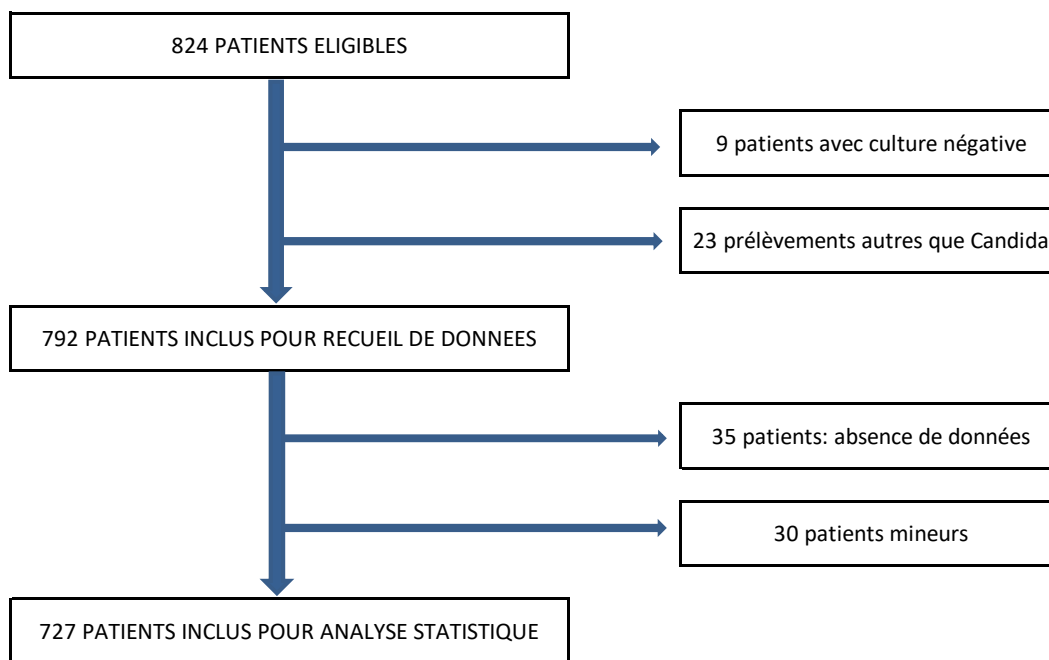 824 PATIENTS ELIGIBLES
9 patients avec culture négative
23 prélèvements autres que Candida
792 PATIENTS INCLUS POUR RECUEIL DE DONNEES
35 patients: absence de données
30 patients mineurs
727 PATIENTS INCLUS POUR ANALYSE STATISTIQUE